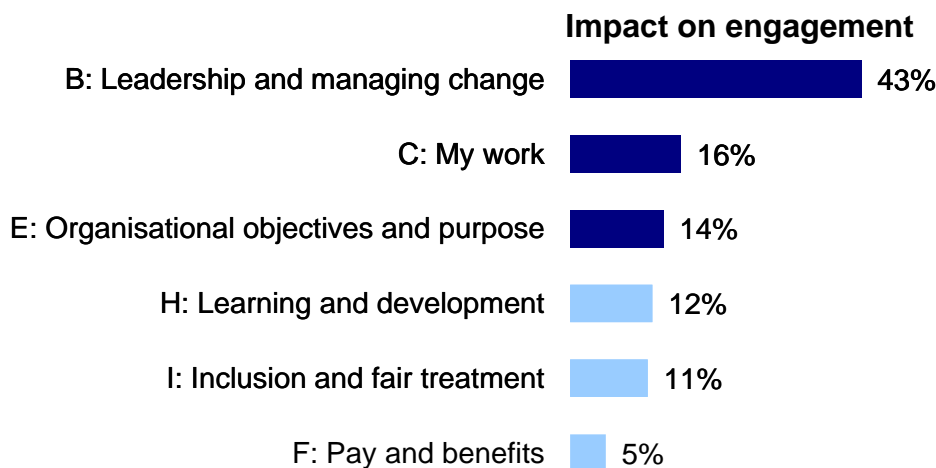 Impact on engagement
B: Leadership and managing change 43%
C: My work 16%
E: Organisational objectives and purpose 14%
H: Learning and development 12%
I: Inclusion and fair treatment 11%
F: Pay and benefits 5%